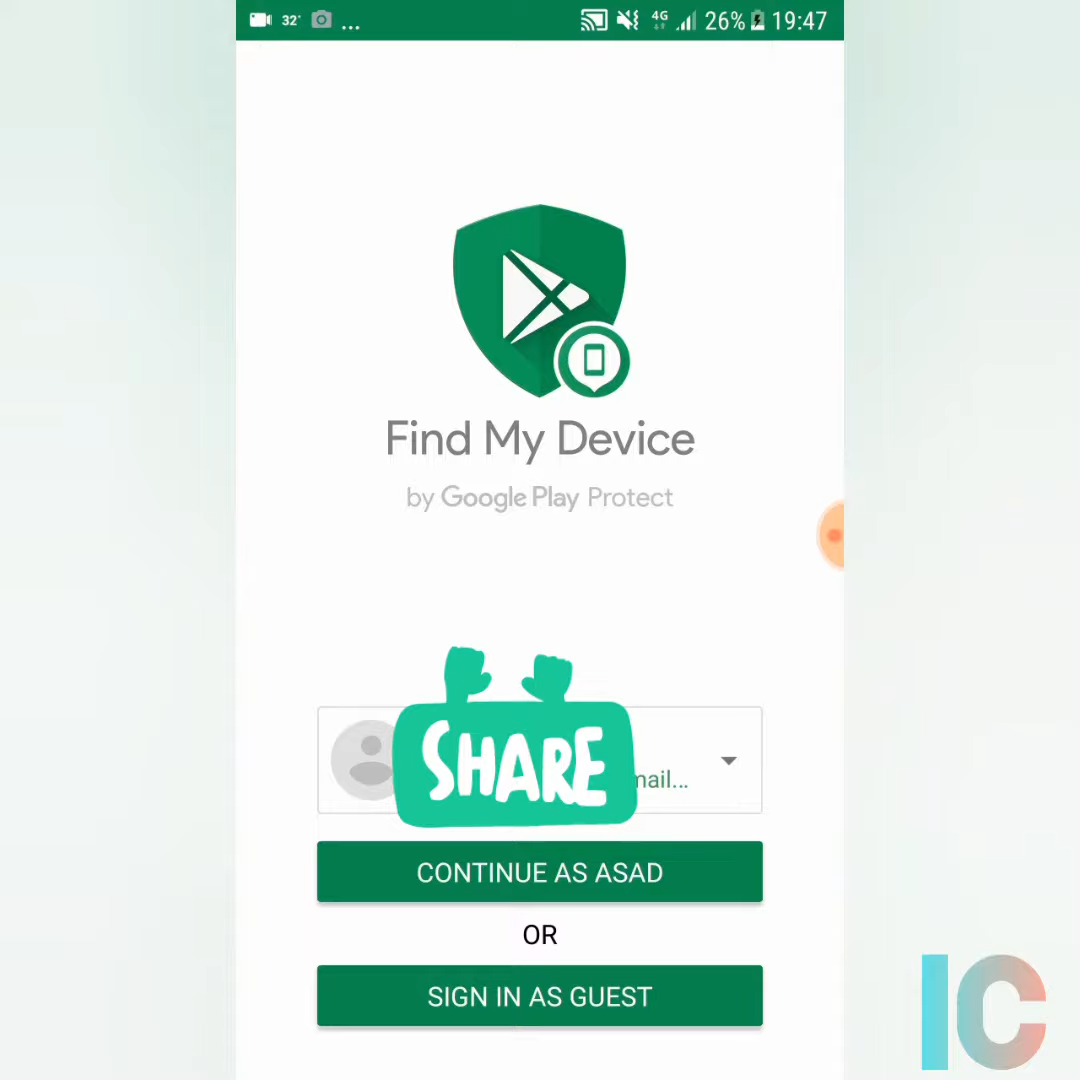 32° ... 4G 26% 19:47
Find My Device
by Google Play Protect
SHARE
mail...
CONTINUE AS ASAD
OR
SIGN IN AS GUEST
IC